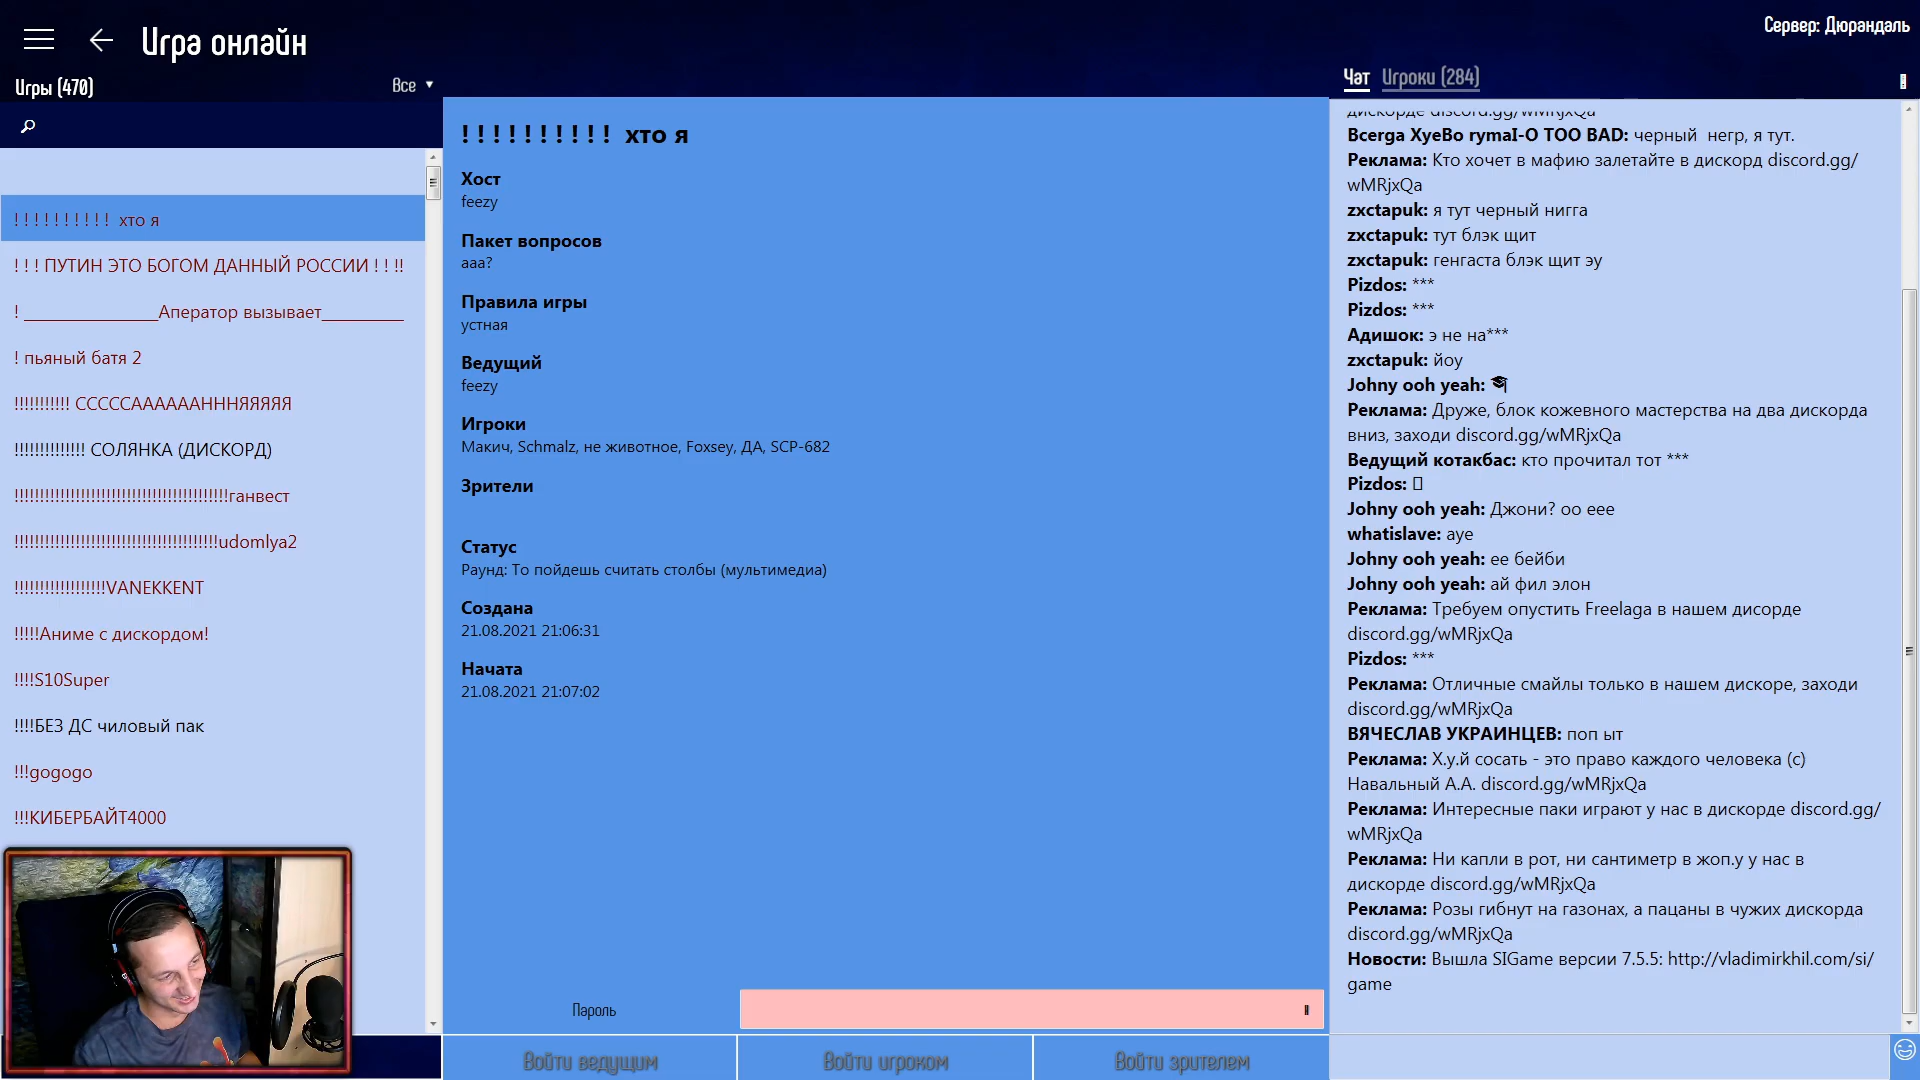 Игра онлайн
Сервер: Дюрандаль
Игры (470)
Все
! ! ! ! ! ! ! ! ! !  хто я
! ! ! ПУТИН ЭТО БОГОМ ДАННЫЙ РОССИИ ! ! !!
! ________________Аператор вызывает__________
! пьяный батя 2
!!!!!!!!!!! СССССАААААAHHHЯЯЯЯЯ
!!!!!!!!!!!!!! СОЛЯНКА (ДИСКОРД)
!!!!!!!!!!!!!!!!!!!!!!!!!!!!!!!!!!!!!!!!!!ганвест
!!!!!!!!!!!!!!!!!!!!!!!!!!!!!!!!!!!!!!!!udomlya2
!!!!!!!!!!!!!!!!!!VANEKKENT
!!!!!Аниме с дискордом!
!!!!S10Super
!!!!БЕЗ ДС чиловый пак
!!!gogogo
!!!КИБЕРБАЙТ4000
! ! ! ! ! ! ! ! ! !  хто я
Хост
feezy
Пакет вопросов
ааа?
Правила игры
устная
Ведущий
feezy
Игроки
Макич, Schmalz, не животное, Foxsey, ДА, SCP-682
Зрители
Статус
Раунд: То пойдешь считать столбы (мультимедиа)
Создана
21.08.2021 21:06:31
Начата
21.08.2021 21:07:02
Пароль
Войти ведущим
Войти игроком
Войти зрителем
Чат
Игроки (284)
дискорде discord.gg/wMRjxQa
Bcerga XyeBo rymaI-O TOO BAD: черный  негр, я тут.
Реклама: Кто хочет в мафию залетайте в дискорд discord.gg/
wMRjxQa
zxctapuk: я тут черный нигга
zxctapuk: тут блэк щит
zxctapuk: генгаста блэк щит эу
Pizdos: ***
Pizdos: ***
Адишок: э не на***
zxctapuk: йоу
Johny ooh yeah:
Реклама: Друже, блок кожевного мастерства на два дискорда
вниз, заходи discord.gg/wMRjxQa
Ведущий котакбас: кто прочитал тот ***
Pizdos:
Johny ooh yeah: Джони? оо еее
whatislave: ауе
Johny ooh yeah: ее бейби
Johny ooh yeah: ай фил элон
Реклама: Требуем опустить Freelaga в нашем дисорде
discord.gg/wMRjxQa
Pizdos: ***
Реклама: Отличные смайлы только в нашем дискоре, заходи
discord.gg/wMRjxQa
ВЯЧЕСЛАВ УКРАИНЦЕВ: поп ыт
Реклама: Х.у.й сосать - это право каждого человека (с)
Навальный А.А. discord.gg/wMRjxQa
Реклама: Интересные паки играют у нас в дискорде discord.gg/
wMRjxQa
Реклама: Ни капли в рот, ни сантиметр в жоп.у у нас в
дискорде discord.gg/wMRjxQa
Реклама: Розы гибнут на газонах, а пацаны в чужих дискорда
discord.gg/wMRjxQa
Новости: Вышла SIGame версии 7.5.5: http://vladimirkhil.com/si/
game